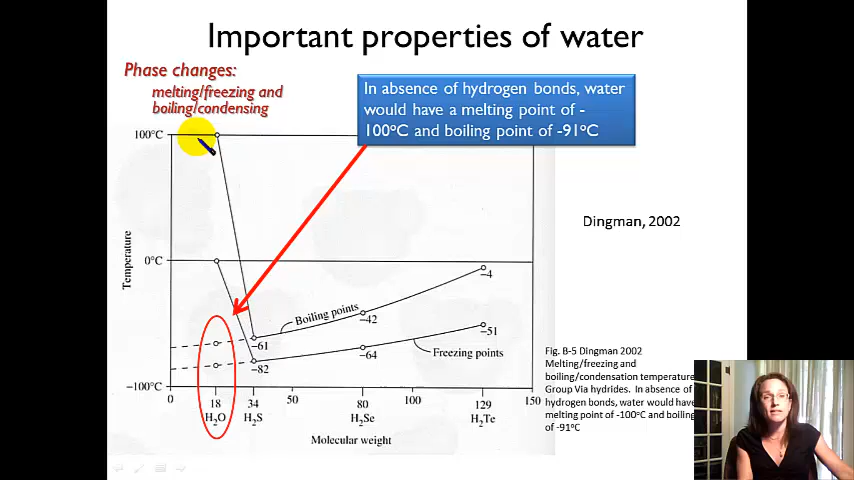 Important properties of water
Phase changes:
melting/freezing and
boiling/condensing
In absence of hydrogen bonds, water
would have a melting point of -
100°C and boiling point of -91°C
Dingman, 2002
100°C
0°C
−100°C
Temperature
Boiling points
Freezing points
−61
−82
−42
−64
−4
−51
0
18
34
50
80
100
129
150
H₂O
H₂S
H₂Se
H₂Te
Molecular weight
Fig. B-5 Dingman 2002
Melting/freezing and
boiling/condensation temperature
Group VIa hydrides. In absence of
hydrogen bonds, water would have
melting point of -100°C and boiling
of -91°C